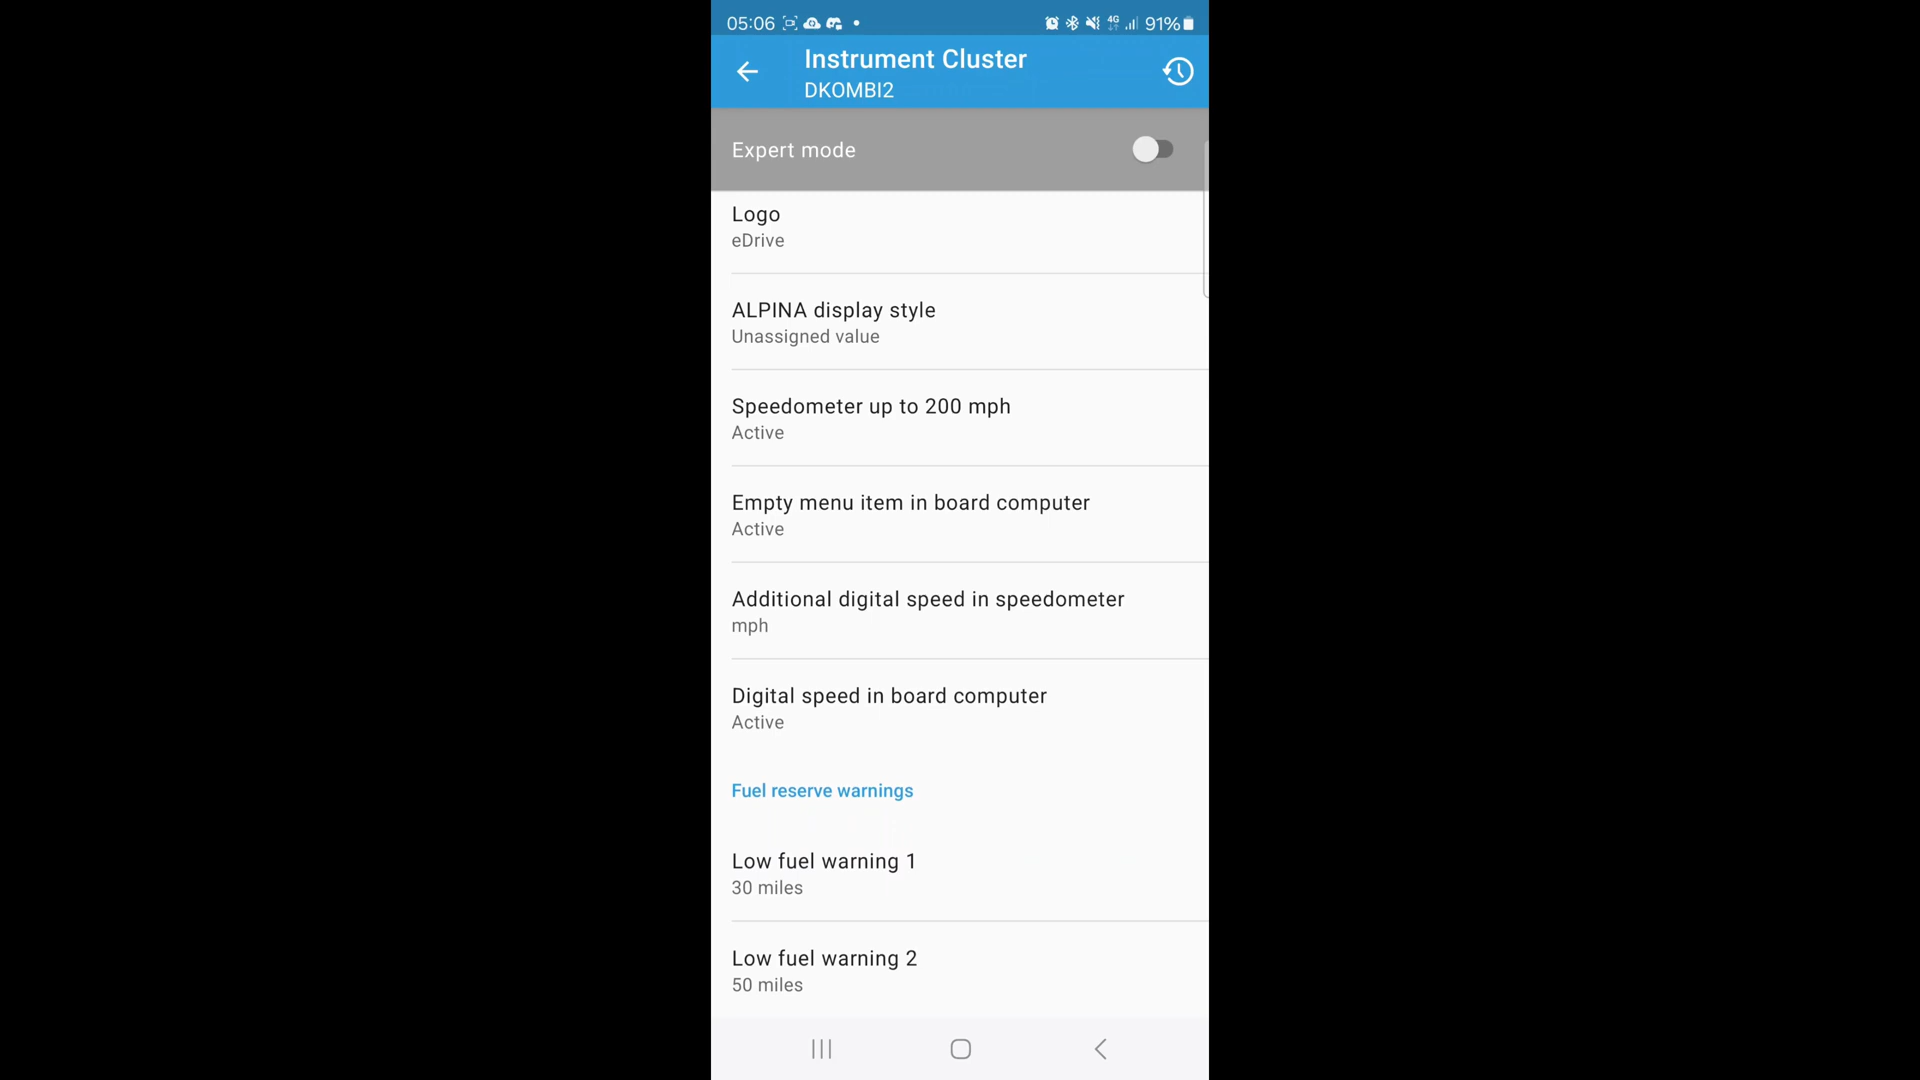 05:06
4G
91%
Instrument Cluster
DKOMBI2
Expert mode
Logo
eDrive
ALPINA display style
Unassigned value
Speedometer up to 200 mph
Active
Empty menu item in board computer
Active
Additional digital speed in speedometer
mph
Digital speed in board computer
Active
Fuel reserve warnings
Low fuel warning 1
30 miles
Low fuel warning 2
50 miles